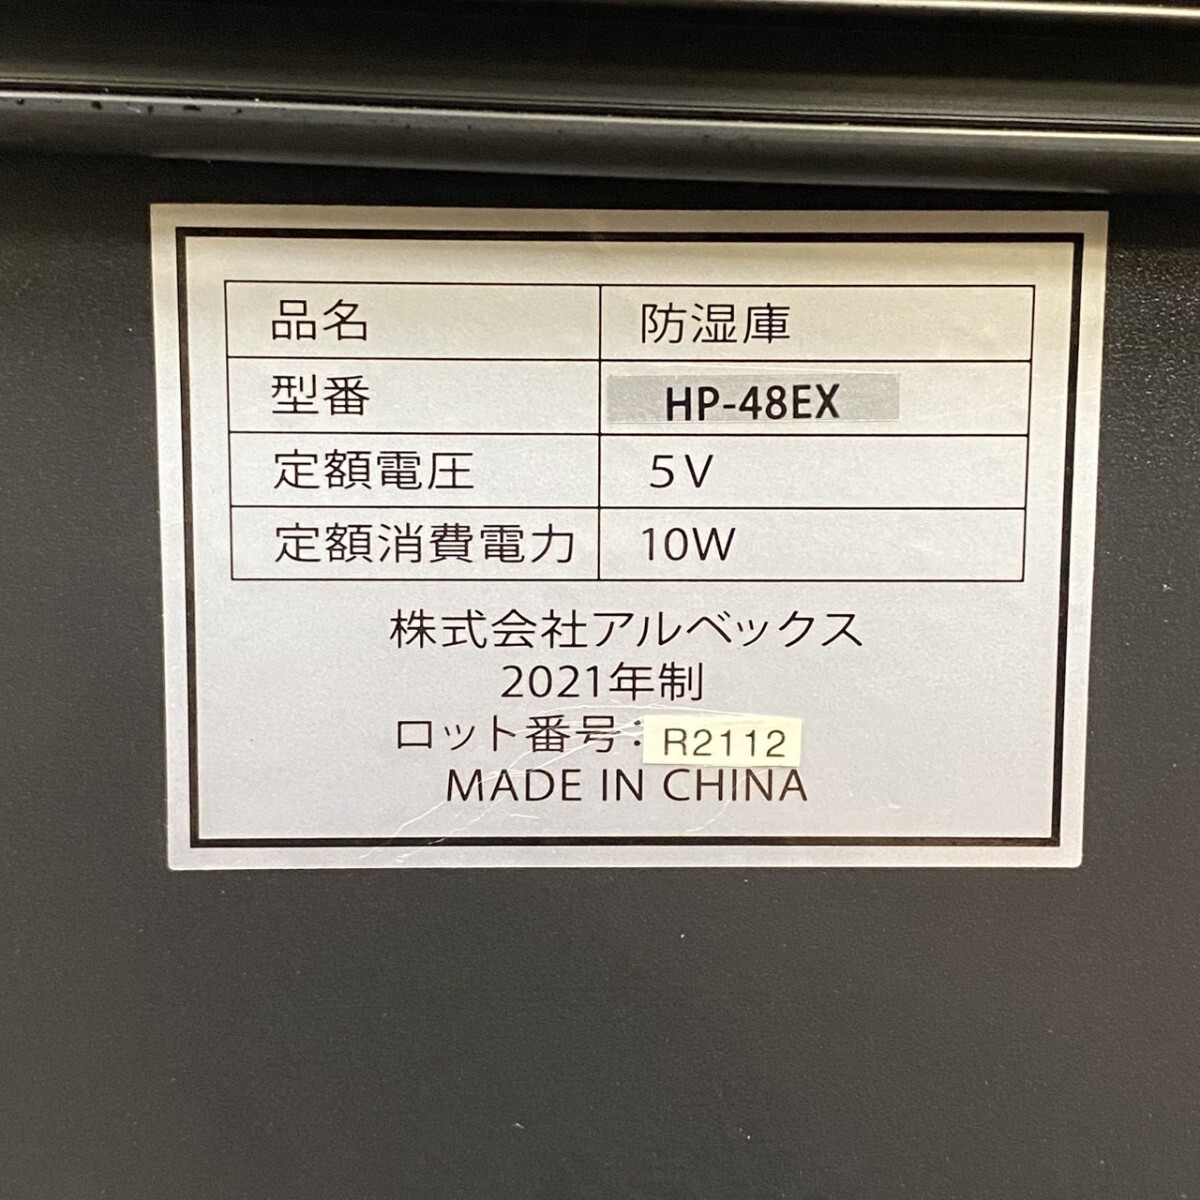 品名 防湿庫
型番 HP-48EX
定額電圧 5V
定額消費電力 10W
株式会社アルベックス
2021年制
ロット番号：R2112
MADE IN CHINA